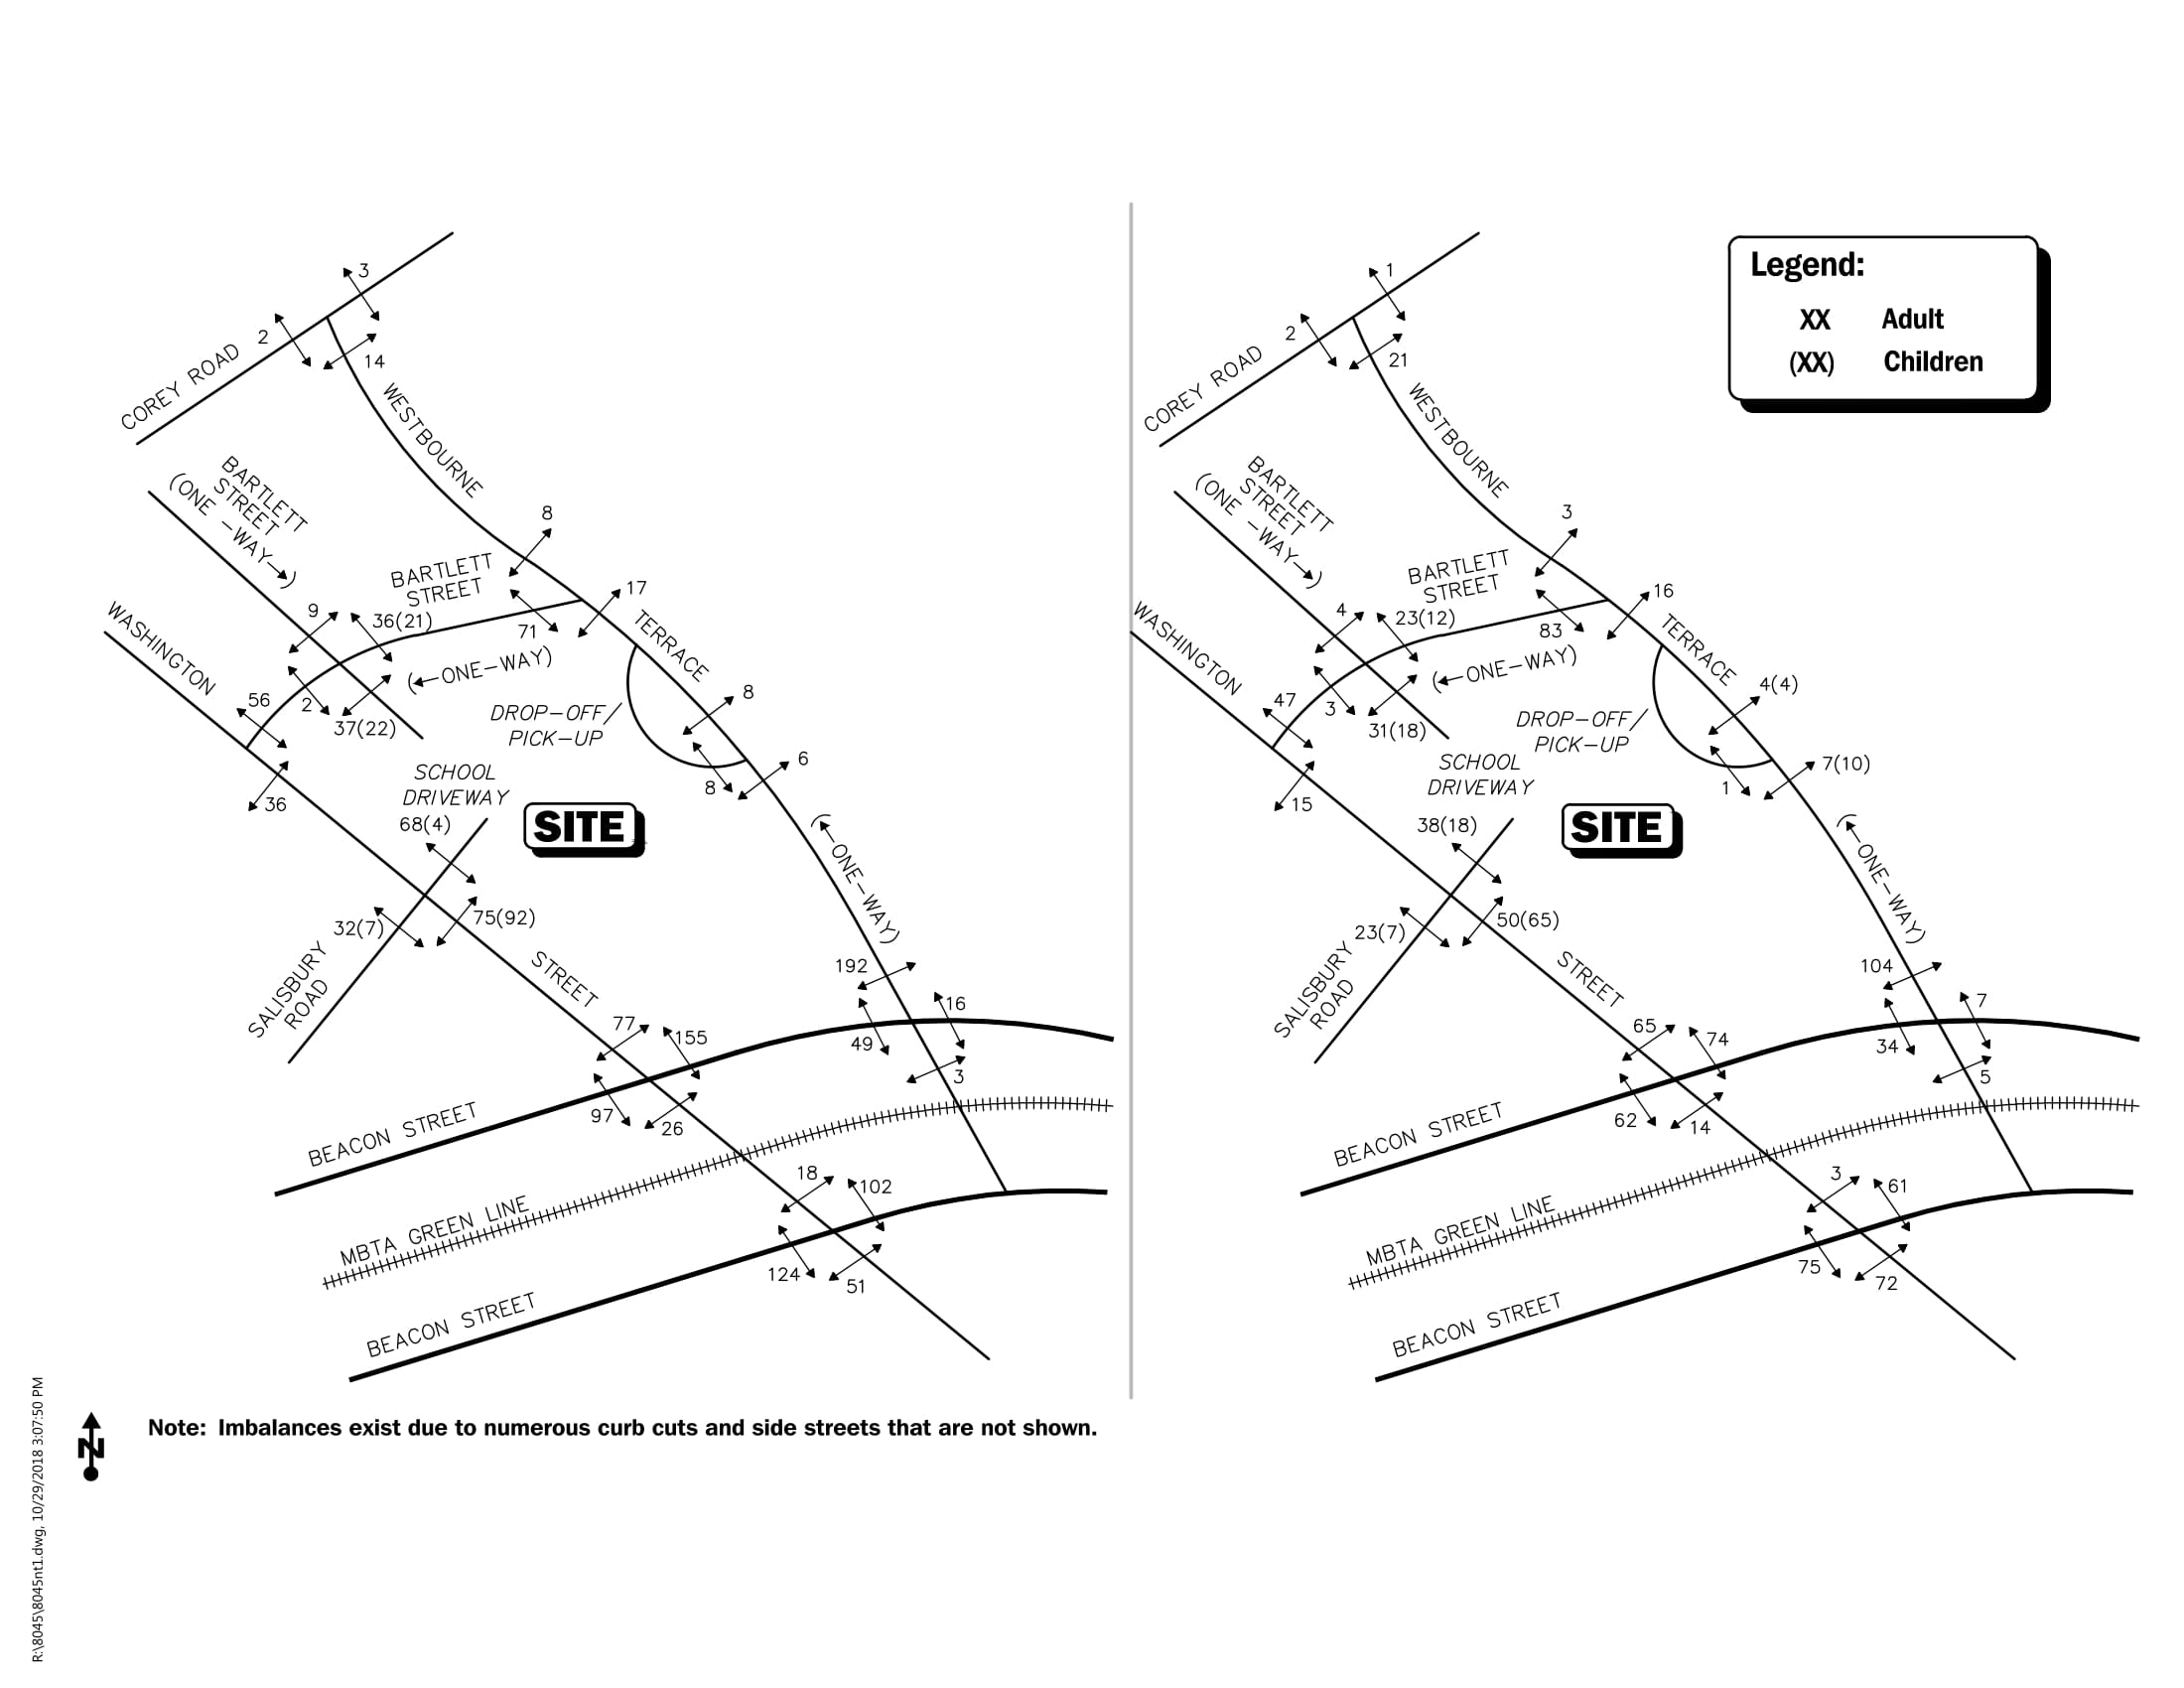 3
2
14
COREY ROAD
WESTBOURNE
BARTLETT
STREET
(ONE -WAY→)
8
BARTLETT
STREET
17
9
36(21)
71
TERRACE
WASHINGTON
(←ONE-WAY)
56
2
37(22)
DROP-OFF/
PICK-UP
8
6
8
36
SCHOOL
DRIVEWAY
68(4)
SITE
(←ONE-WAY)
32(7)
75(92)
SALISBURY
ROAD
STREET
192
16
49
3
77
155
97
26
BEACON STREET
18
102
MBTA GREEN LINE
124
51
BEACON STREET
1
2
21
COREY ROAD
WESTBOURNE
BARTLETT
STREET
(ONE -WAY→)
3
BARTLETT
STREET
16
4
23(12)
83
TERRACE
WASHINGTON
(←ONE-WAY)
47
3
31(18)
DROP-OFF/
PICK-UP
4(4)
7(10)
1
15
SCHOOL
DRIVEWAY
38(18)
SITE
(←ONE-WAY)
23(7)
50(65)
SALISBURY
ROAD
STREET
104
7
34
5
65
74
62
14
BEACON STREET
3
61
MBTA GREEN LINE
75
72
BEACON STREET
Legend:
XX Adult
(XX) Children
N
Note: Imbalances exist due to numerous curb cuts and side streets that are not shown.
R:\8045\8045nt1.dwg, 10/29/2018 3:07:50 PM